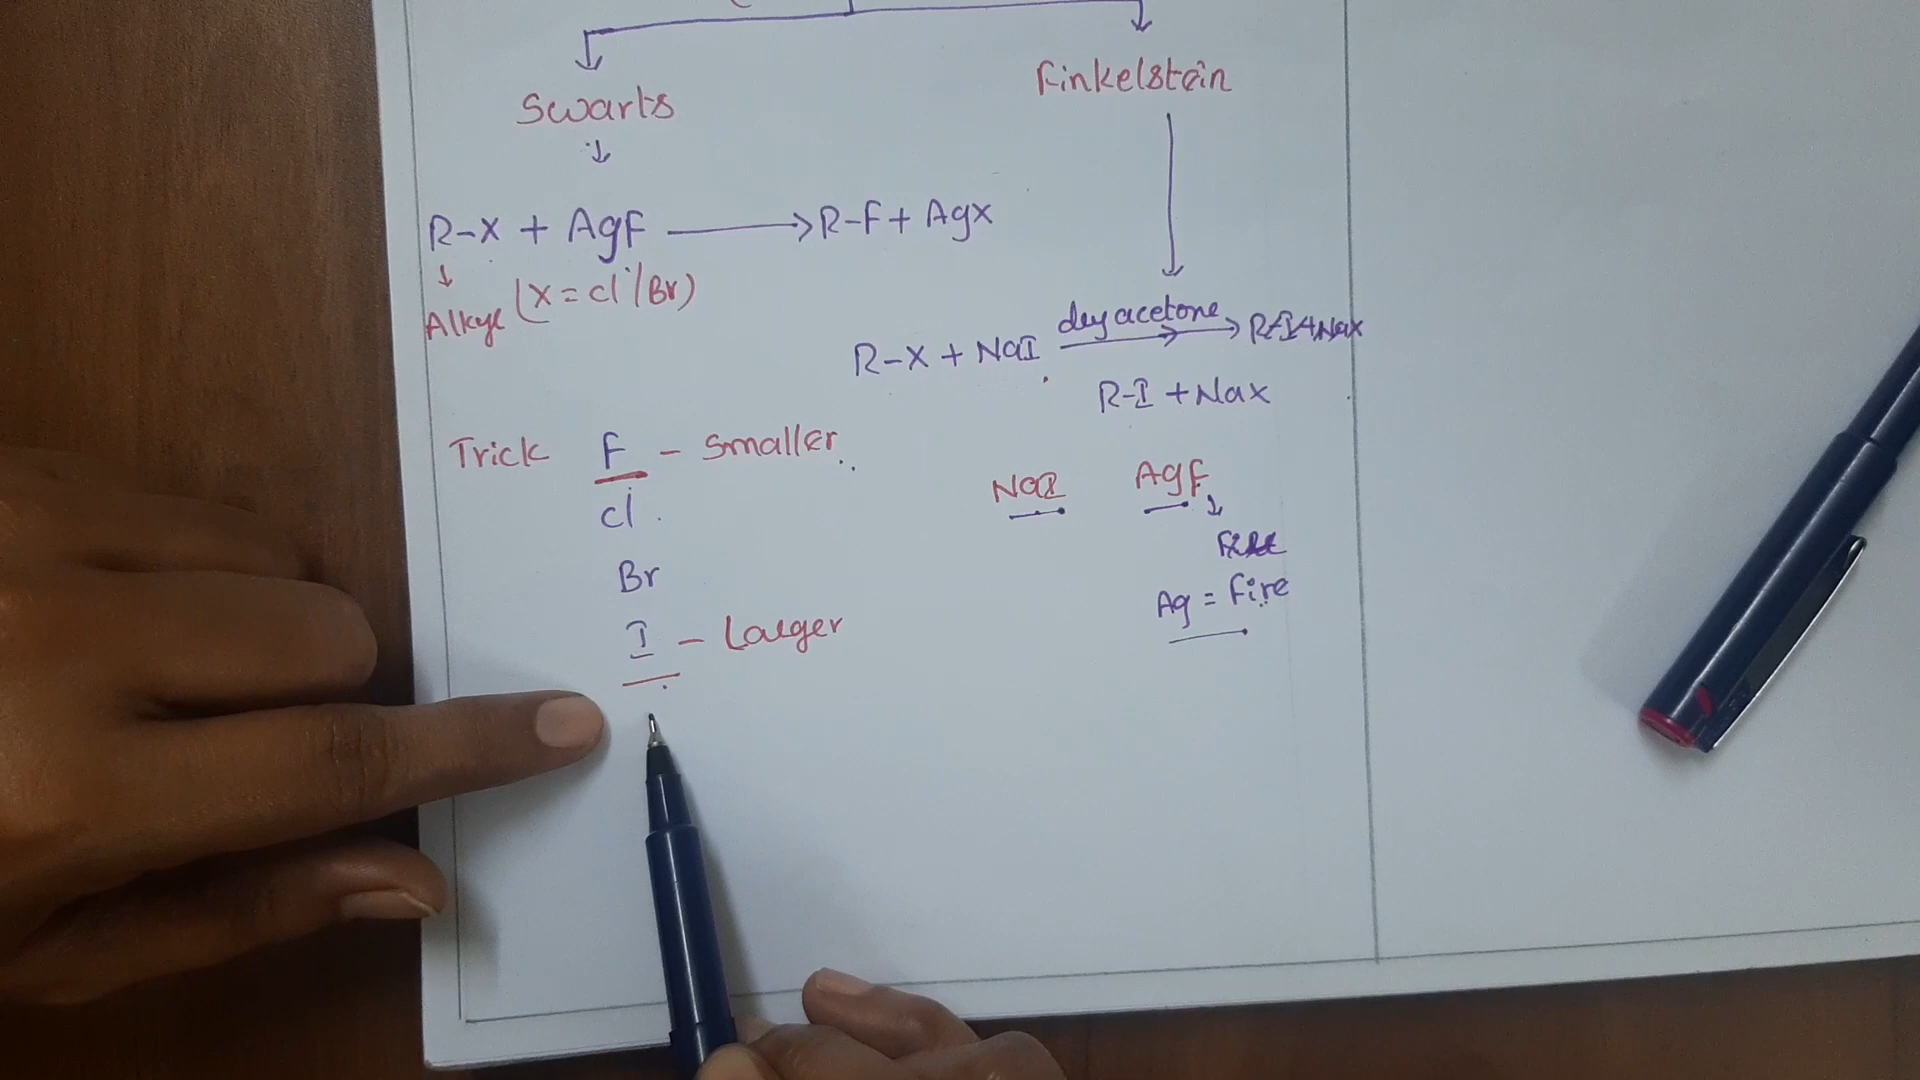 Swarts
Finkelstein
R-X + AgF → R-F + AgX
Alkyl (X = Cl/Br)
dry acetone
R-X + NaI → R-I + NaX
R-I + NaX
Trick F - Smaller
Cl
Br
I - Larger
NaI AgF
Ag = Fire